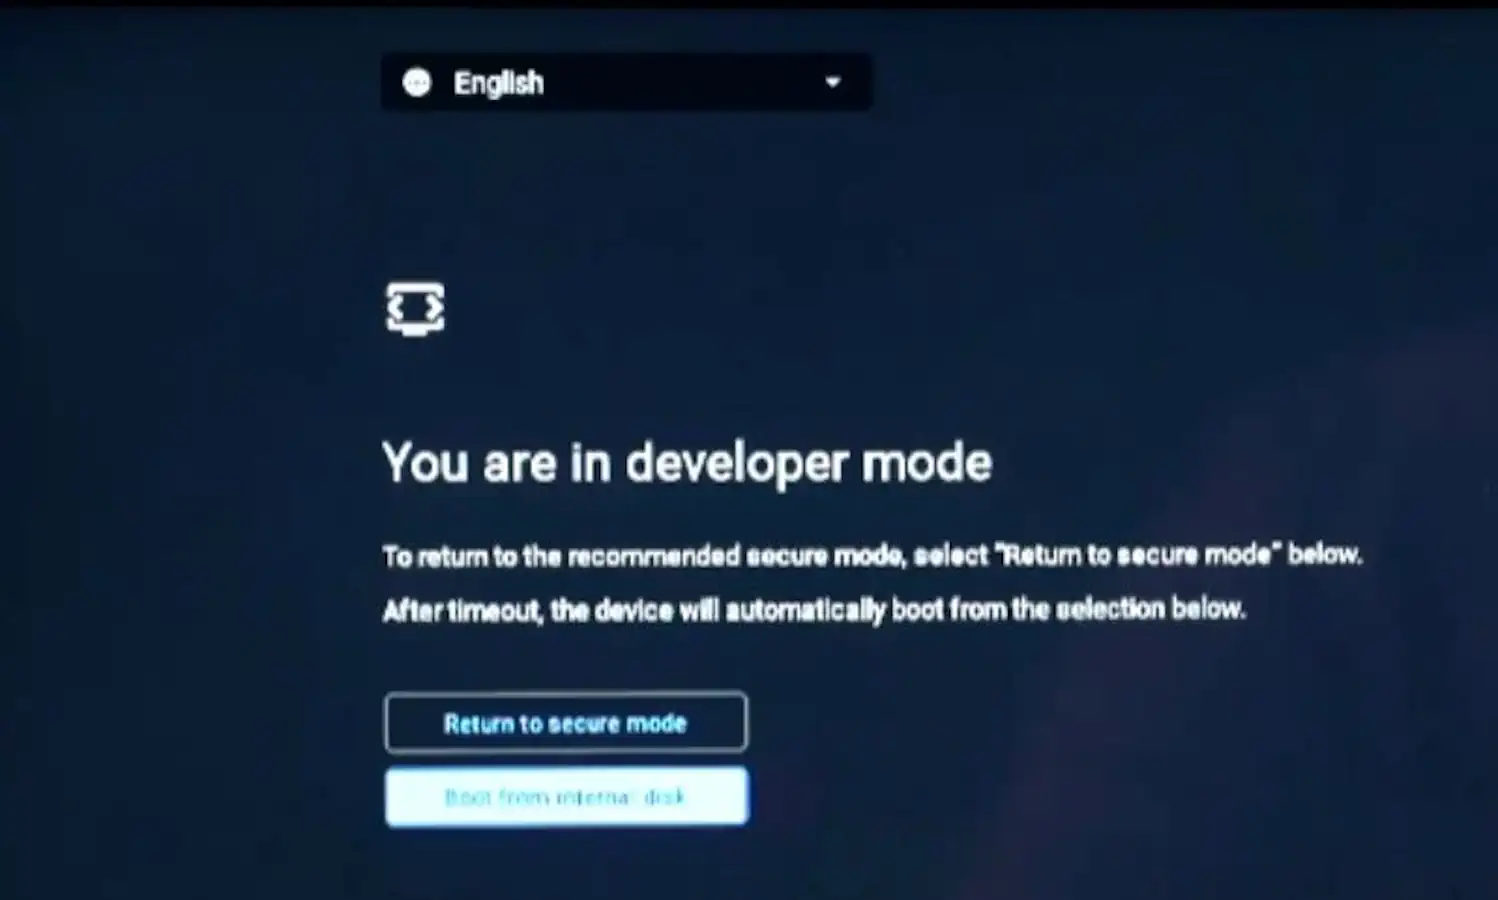 English
You are in developer mode
To return to the recommended secure mode, select "Return to secure mode" below.
After timeout, the device will automatically boot from the selection below.
Return to secure mode
Boot from internal disk